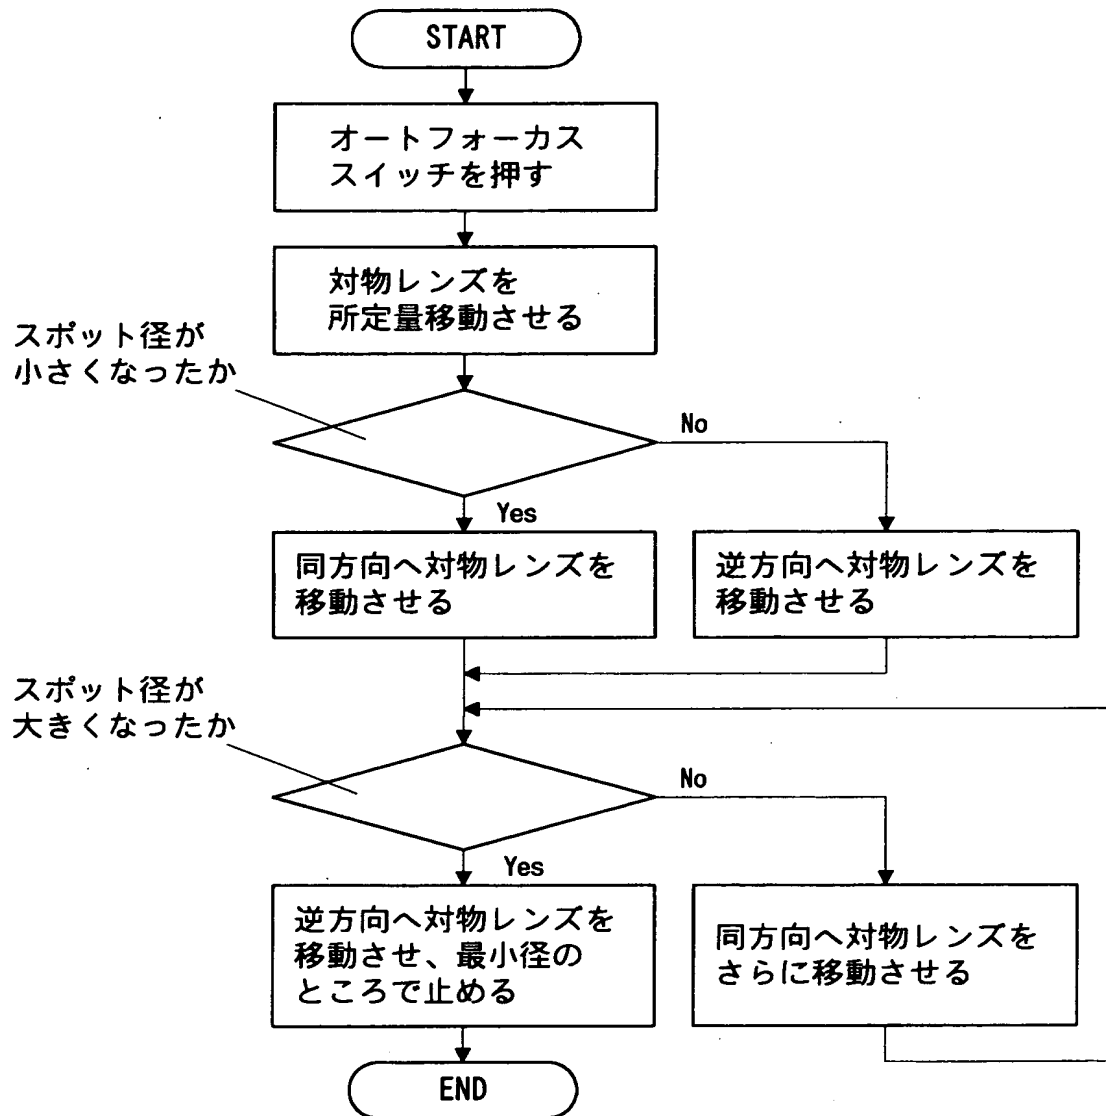 START
オートフォーカス
スイッチを押す
対物レンズを
所定量移動させる
スポット径が
小さくなったか
No
Yes
同方向へ対物レンズを
移動させる
逆方向へ対物レンズを
移動させる
スポット径が
大きくなったか
No
Yes
逆方向へ対物レンズを
移動させ、最小径の
ところで止める
同方向へ対物レンズを
さらに移動させる
END